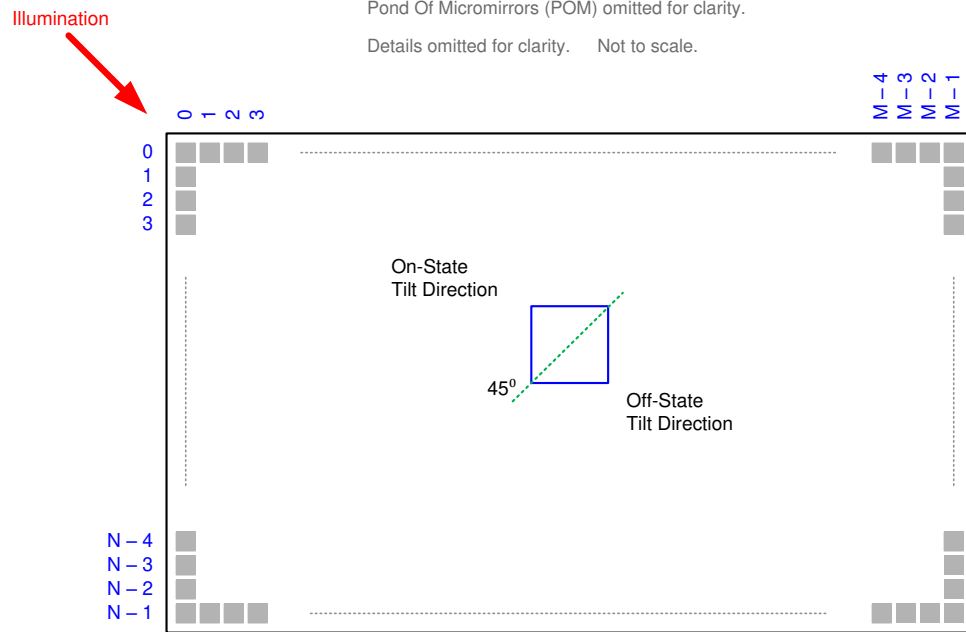 Pond Of Micromirrors (POM) omitted for clarity.
Illumination
Details omitted for clarity. Not to scale.
0 1 2 3
M – 4 M – 3 M – 2 M – 1
0
1
2
3
On-State
Tilt Direction
45⁰
Off-State
Tilt Direction
N – 4
N – 3
N – 2
N – 1